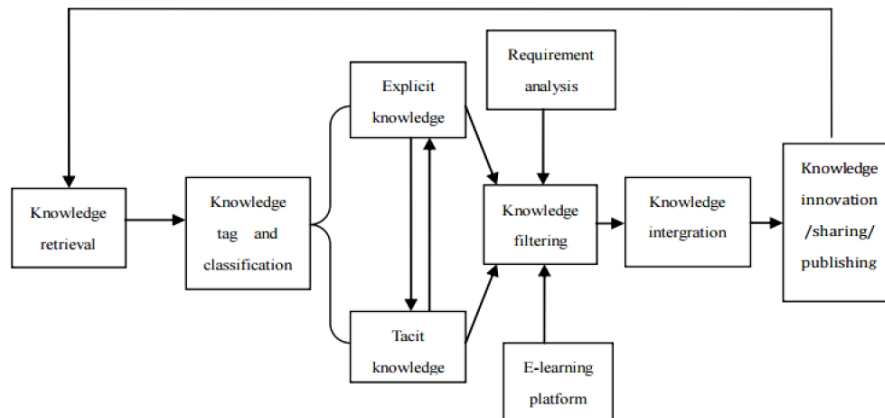 Knowledge
retrieval
Knowledge
tag and
classification
Explicit
knowledge
Tacit
knowledge
Requirement
analysis
Knowledge
filtering
E-learning
platform
Knowledge
intergration
Knowledge
innovation
/sharing/
publishing